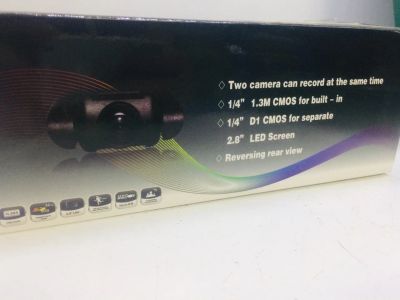 ◇ Two camera can record at the same time
◇ 1/4" 1.3M CMOS for built – in
◇ 1/4" D1 CMOS for separate
2.8" LED Screen
◇ Reversing rear view